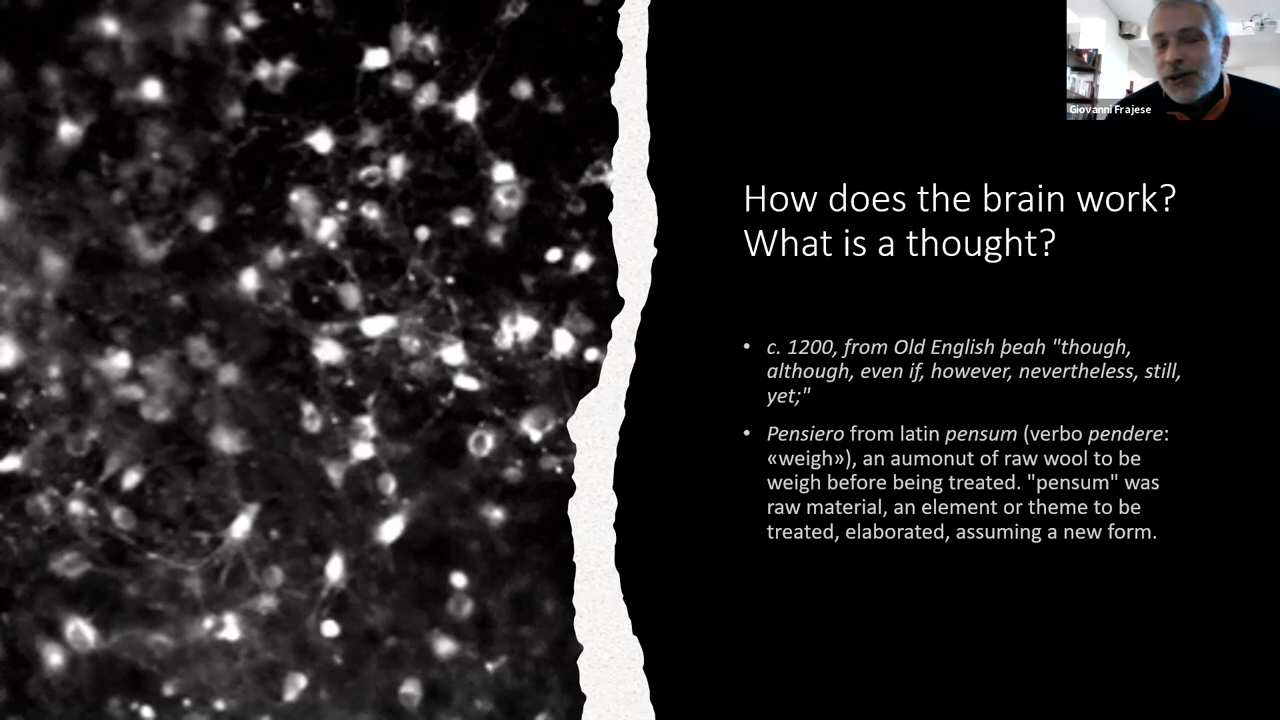 Giovanni Frajese
How does the brain work?
What is a thought?
• c. 1200, from Old English þeah "though,
although, even if, however, nevertheless, still,
yet;"
• Pensiero from latin pensum (verbo pendere:
«weigh»), an aumonut of raw wool to be
weigh before being treated. "pensum" was
raw material, an element or theme to be
treated, elaborated, assuming a new form.